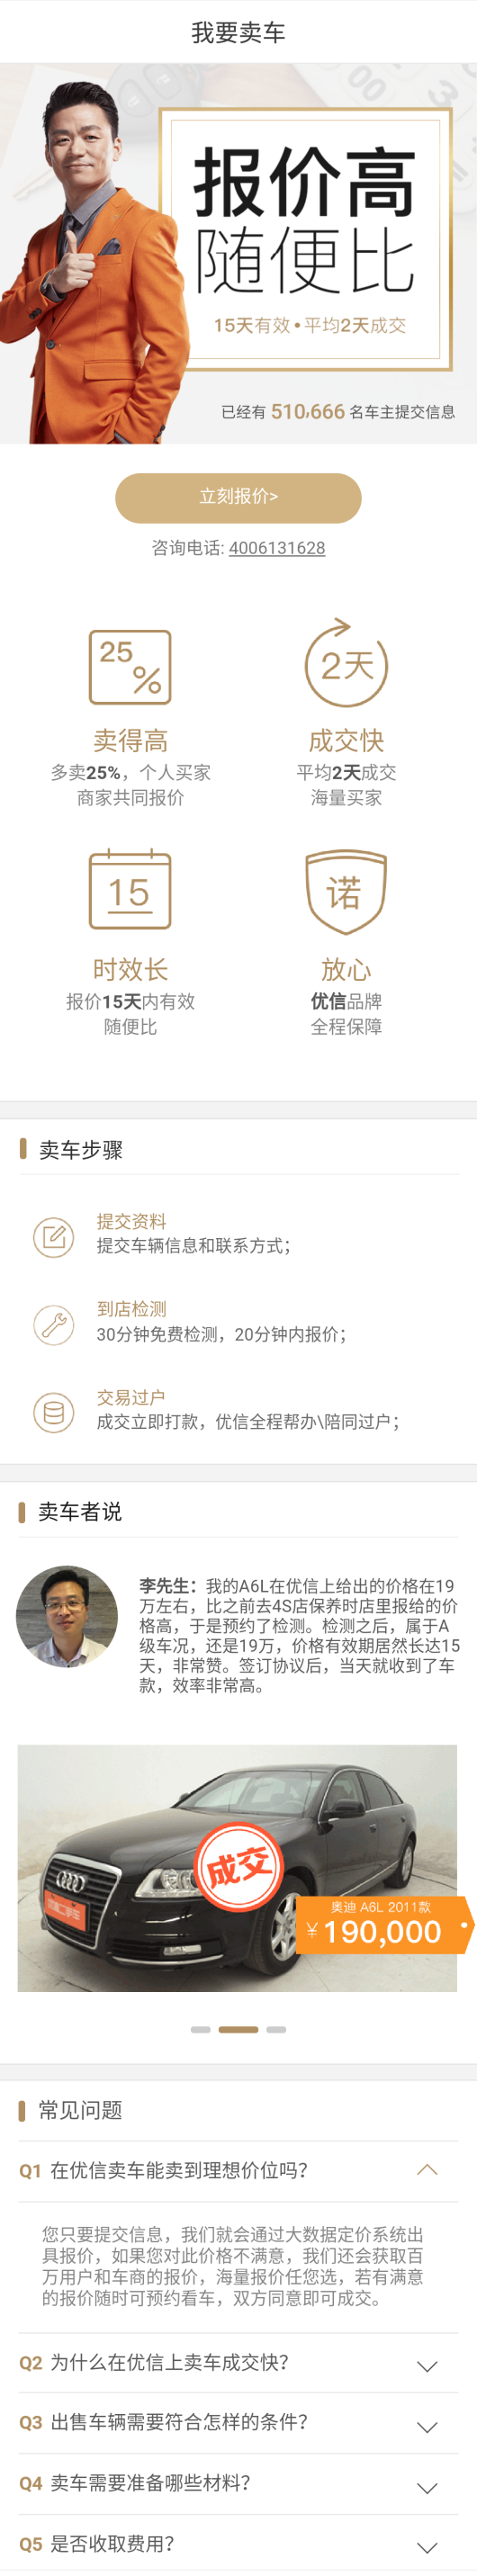 我要卖车
报价高
随便比
15天有效•平均2天成交
已经有 510,666 名车主提交信息
立刻报价>
咨询电话: 4006131628
25
%
2天
卖得高
成交快
多卖25%，个人买家
商家共同报价
平均2天成交
海量买家
15
诺
时效长
放心
报价15天内有效
随便比
优信品牌
全程保障
卖车步骤
提交资料
提交车辆信息和联系方式；
到店检测
30分钟免费检测，20分钟内报价；
交易过户
成交立即打款，优信全程帮办\陪同过户；
卖车者说
李先生：我的A6L在优信上给出的价格在19
万左右，比之前去4S店保养时店里报给的价
格高，于是预约了检测。检测之后，属于A
级车况，还是19万，价格有效期居然长达15
天，非常赞。签订协议后，当天就收到了车
款，效率非常高。
成交
奥迪 A6L 2011款
￥190,000
常见问题
Q1 在优信卖车能卖到理想价位吗？
您只要提交信息，我们就会通过大数据定价系统出
具报价，如果您对此价格不满意，我们还会获取百
万用户和车商的报价，海量报价任您选，若有满意
的报价随时可预约看车，双方同意即可成交。
Q2 为什么在优信上卖车成交快？
Q3 出售车辆需要符合怎样的条件？
Q4 卖车需要准备哪些材料？
Q5 是否收取费用？